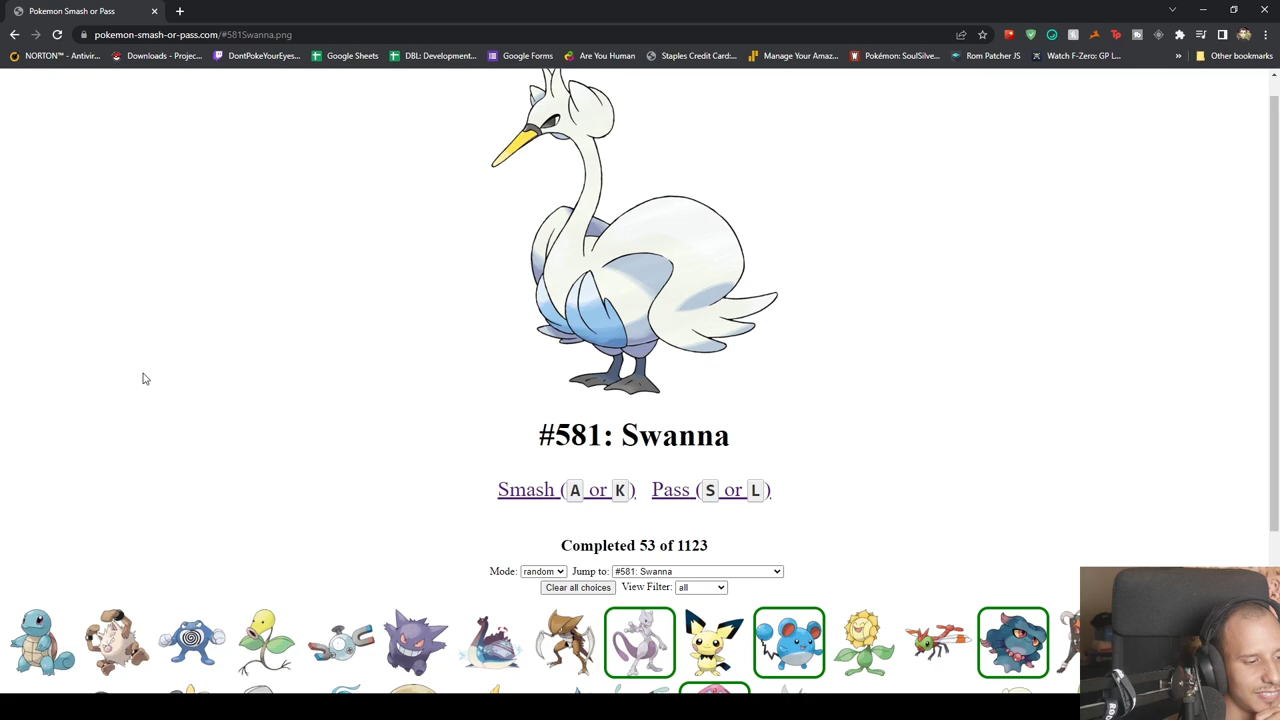 Pokemon Smash or Pass
pokemon-smash-or-pass.com/#581Swanna.png
NORTON™ - Antivir... Downloads - Projec... DontPokeYourEyes... Google Sheets DBL: Development... Google Forms Are You Human Staples Credit Card:... Manage Your Amaz... Pokémon: SoulSilve... Rom Patcher JS Watch F-Zero: GP L... » Other bookmarks
#581: Swanna
Smash (A or K) Pass (S or L)
Completed 53 of 1123
Mode: random Jump to: #581: Swanna
Clear all choices View Filter: all